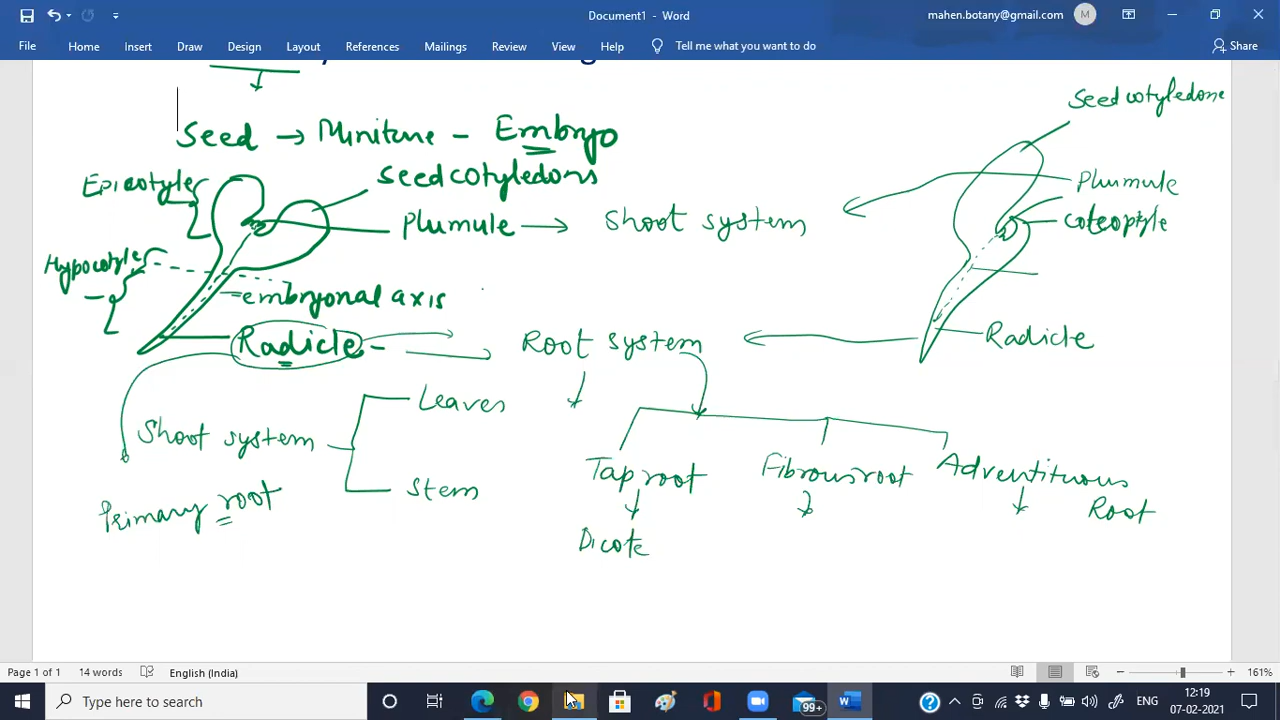 Document1 - Word
mahen.botany@gmail.com
M
File Home Insert Draw Design Layout References Mailings Review View Help Tell me what you want to do
Share
Seed → Miniture - Embryo
Seed cotyledone
Epicotyle
Seed cotyledons
Plumule
Plumule → Shoot system
Coleoptyle
Hypocotyle
embryonal axis
Radicle - Root system
Radicle
Leaves
Shoot system
Stem
Primary root
Tap root
Fibrous root
Adventituous
Root
Dicote
Page 1 of 1 14 words English (India)
161%
Type here to search
99+
ENG
12:19
07-02-2021